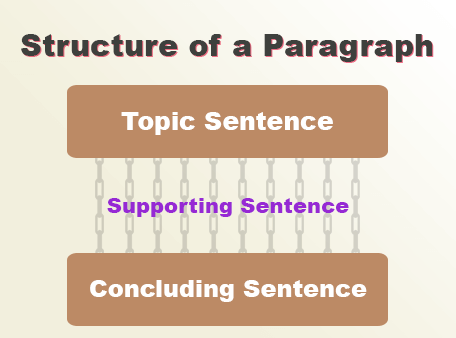 Structure of a Paragraph
Topic Sentence
Supporting Sentence
Concluding Sentence